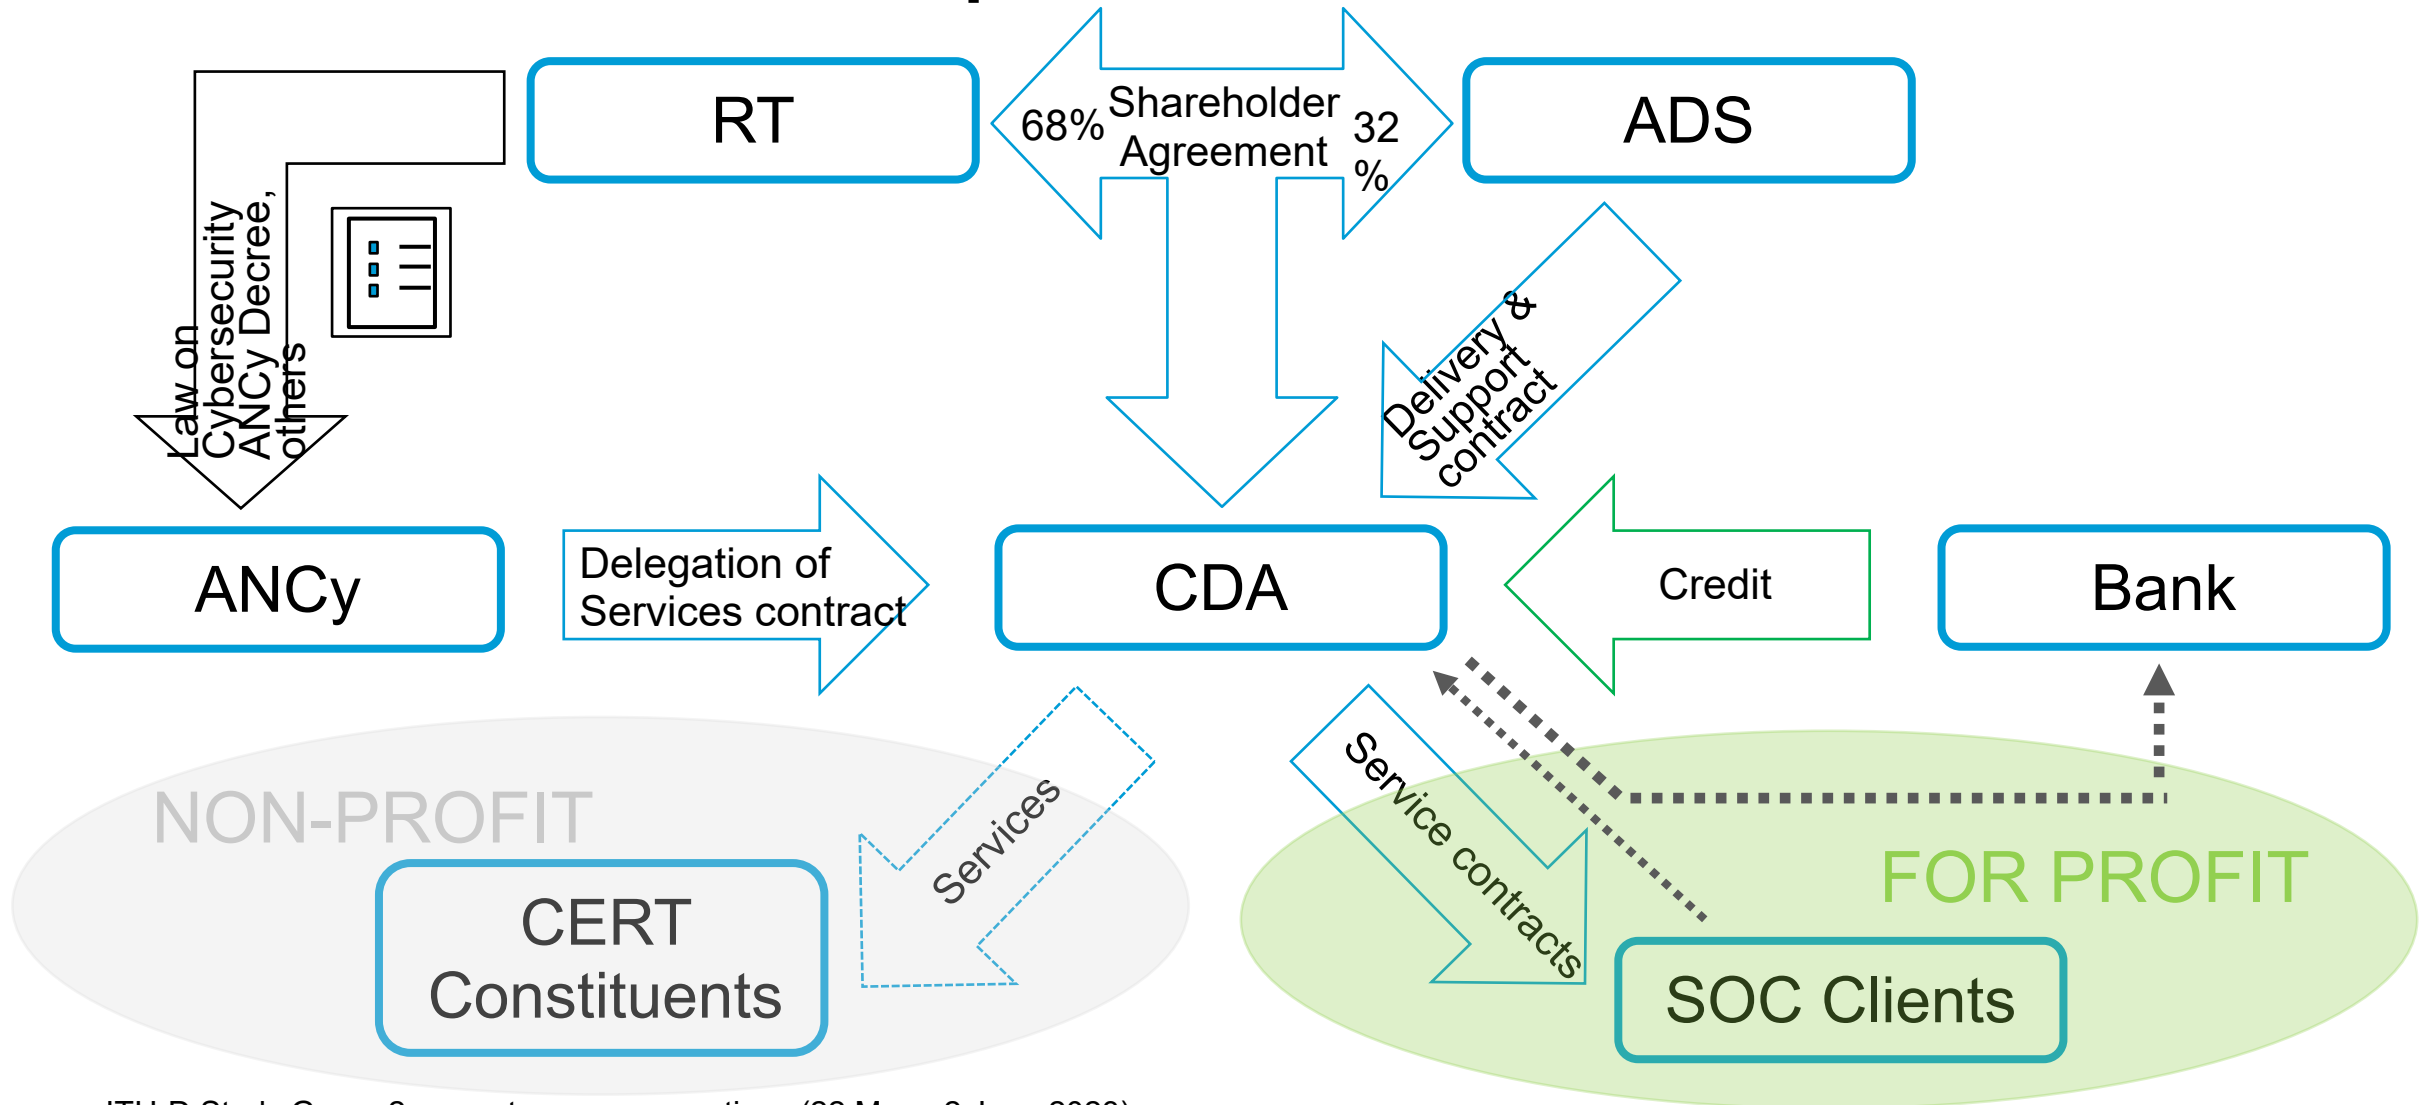 RT
68%
Shareholder
Agreement
32
%
ADS
Law on
Cybersecurity
ANCy Decree,
others
Delivery &
Support
contract
ANCy
Delegation of
Services contract
CDA
Credit
Bank
NON-PROFIT
Services
CERT
Constituents
Service contracts
FOR PROFIT
SOC Clients